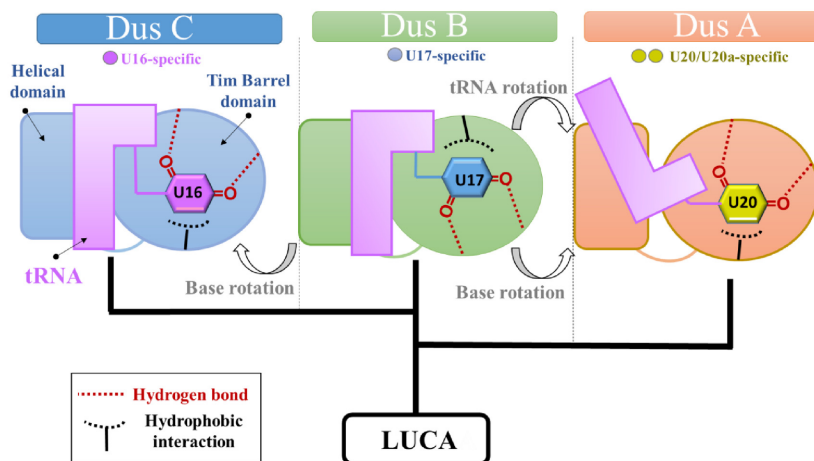 Dus C
Dus B
Dus A
U16-specific
U17-specific
U20/U20a-specific
Helical
domain
Tim Barrel
domain
tRNA rotation
U16
O
O
U17
O
O
U20
O
O
tRNA
Base rotation
Base rotation
Hydrogen bond
Hydrophobic
interaction
LUCA